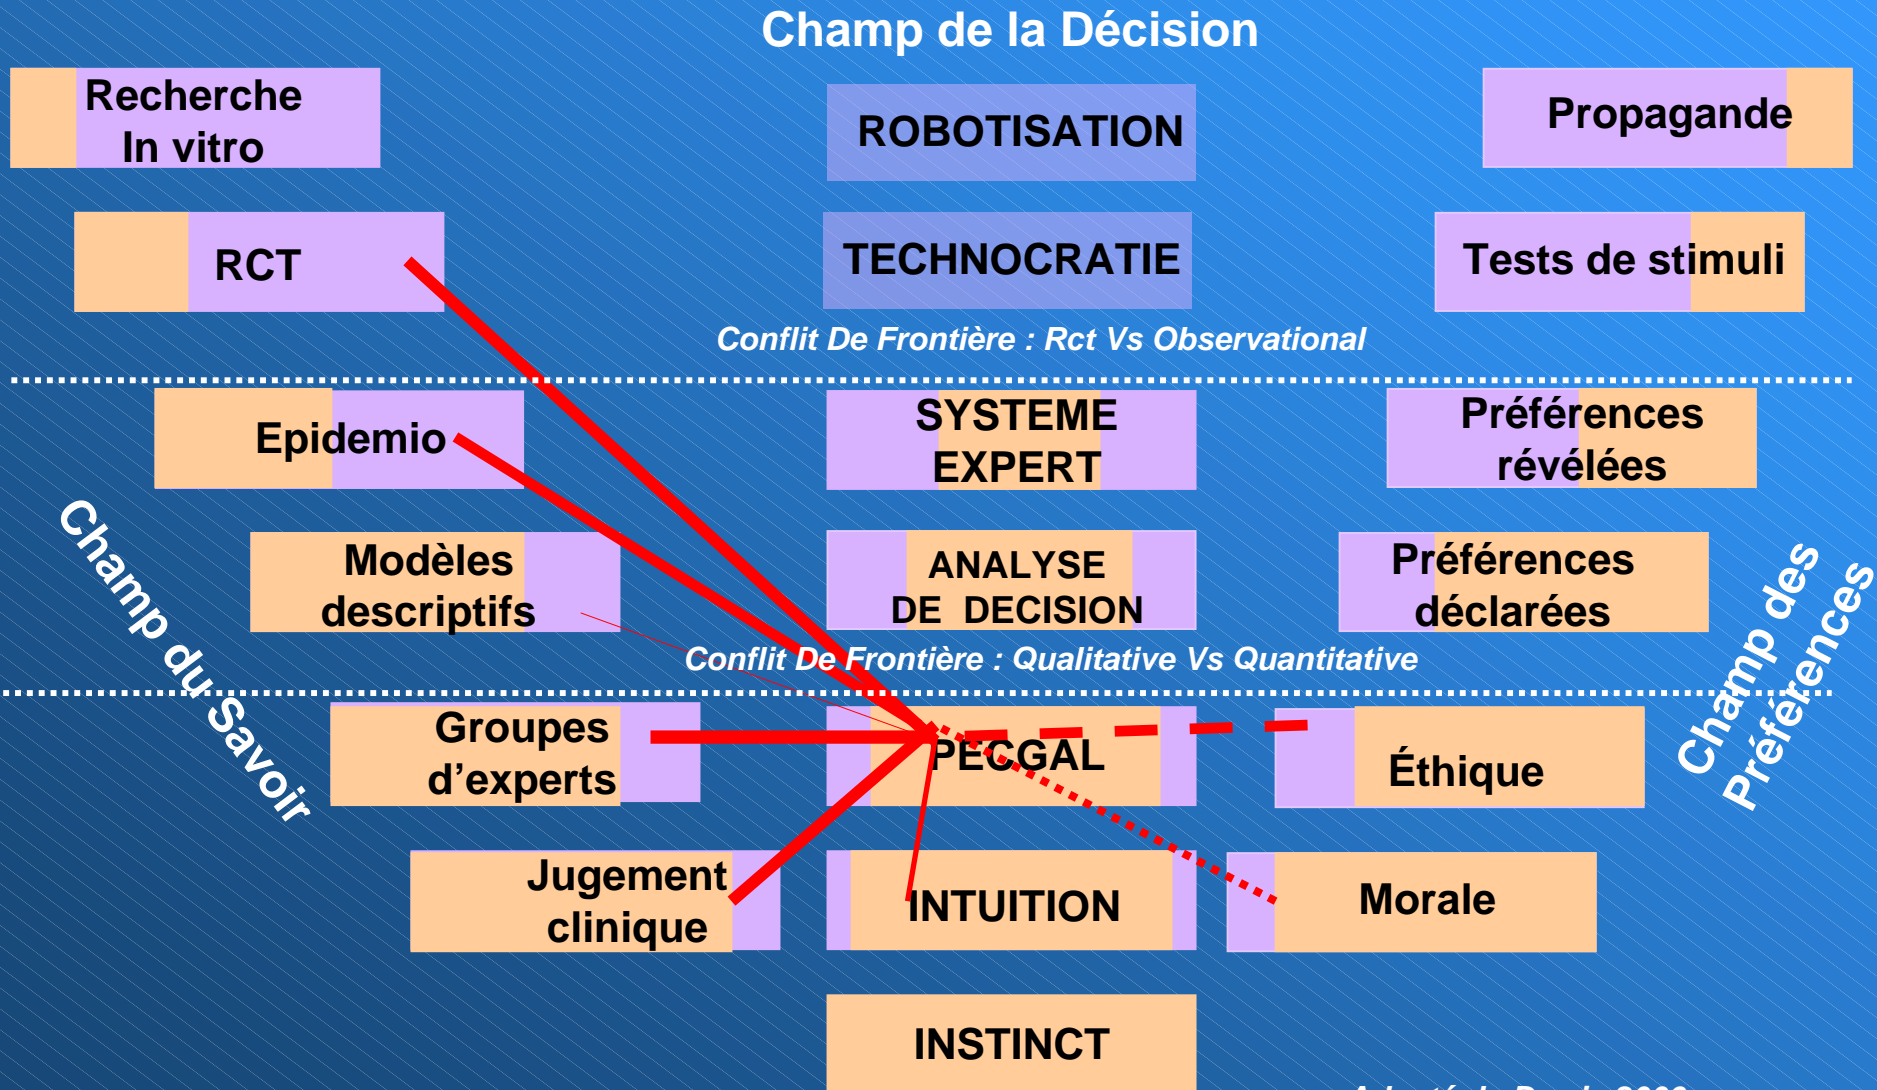 Champ de la Décision
Recherche
In vitro
ROBOTISATION
Propagande
RCT
TECHNOCRATIE
Tests de stimuli
Conflit De Frontière : Rct Vs Observational
Epidemio
SYSTEME
EXPERT
Préférences
révélées
Modèles
descriptifs
ANALYSE
DE DECISION
Préférences
déclarées
Champ du Savoir
Champ des
Préférences
Conflit De Frontière : Qualitative Vs Quantitative
Groupes
d’experts
PECGAL
Éthique
Jugement
clinique
INTUITION
Morale
INSTINCT